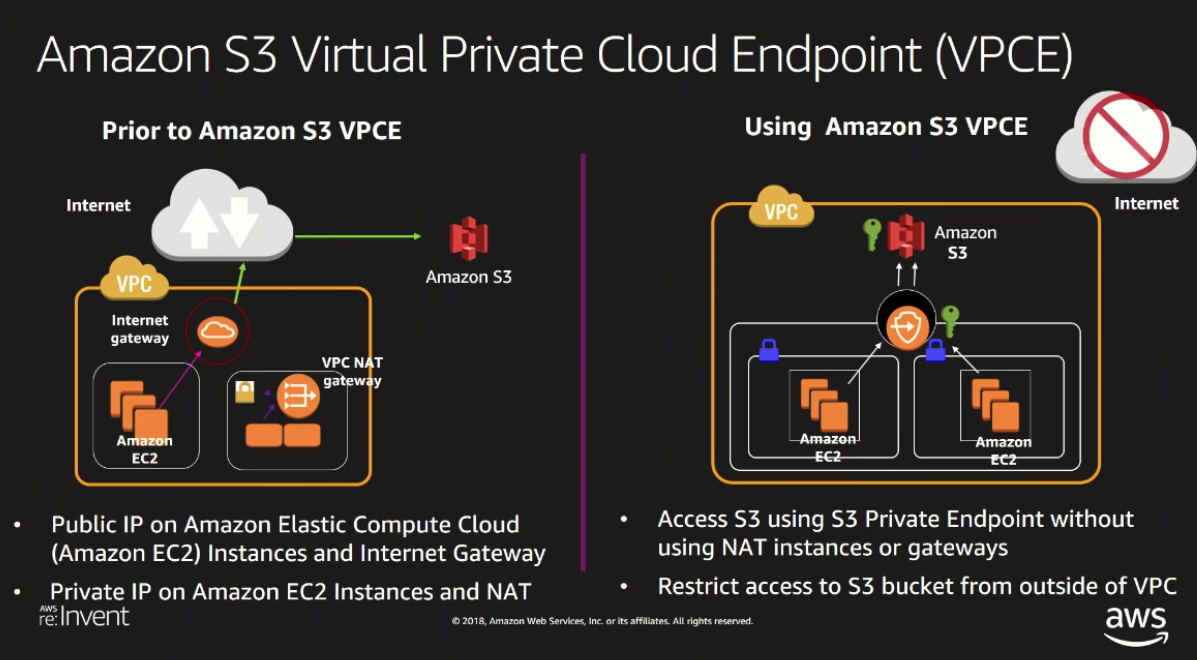 Amazon S3 Virtual Private Cloud Endpoint (VPCE)
Prior to Amazon S3 VPCE
Internet
Amazon S3
VPC
Internet
gateway
VPC NAT
gateway
Amazon
EC2
• Public IP on Amazon Elastic Compute Cloud
(Amazon EC2) Instances and Internet Gateway
• Private IP on Amazon EC2 Instances and NAT
Using Amazon S3 VPCE
Internet
VPC
Amazon
S3
Amazon
EC2
Amazon
EC2
• Access S3 using S3 Private Endpoint without
using NAT instances or gateways
• Restrict access to S3 bucket from outside of VPC
AWS
re:Invent
© 2018, Amazon Web Services, Inc. or its affiliates. All rights reserved.
aws